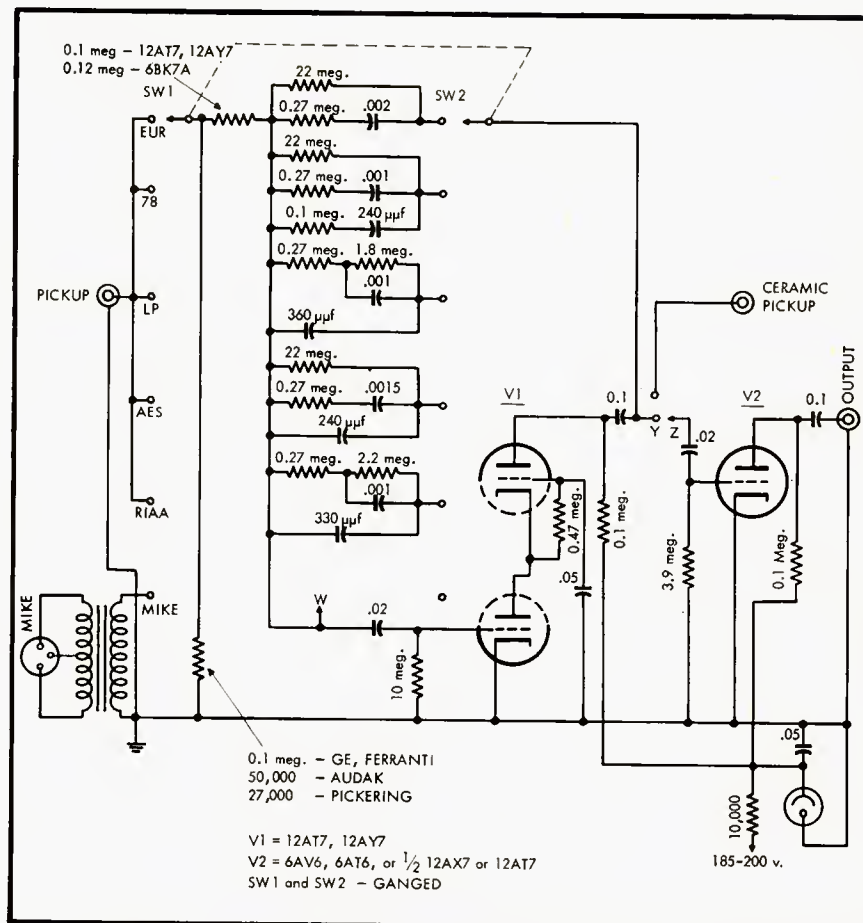 0.1 meg – 12AT7, 12AY7
0.12 meg – 6BK7A
SW1
EUR
78
LP
AES
RIAA
MIKE
PICKUP
MIKE
22 meg.
0.27 meg.
.002
SW2
22 meg.
0.27 meg.
.001
0.1 meg.
240 μμf
0.27 meg.
1.8 meg.
.001
360 μμf
22 meg.
0.27 meg.
.0015
240 μμf
0.27 meg.
2.2 meg.
.001
330 μμf
W
.02
10 meg.
V1
0.47 meg.
.05
0.1
0.1 meg.
CERAMIC
PICKUP
Y
Z
.02
3.9 meg.
V2
0.1
0.1 Meg.
OUTPUT
.05
10,000
185-200 v.
0.1 meg. – GE, FERRANTI
50,000 – AUDAK
27,000 – PICKERING
V1 = 12AT7, 12AY7
V2 = 6AV6, 6AT6, or ½ 12AX7 or 12AT7
SW1 and SW2 – GANGED